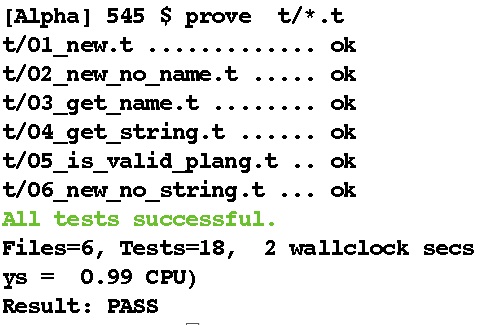 [Alpha] 545 $ prove  t/*.t
t/01_new.t ............. ok
t/02_new_no_name.t ..... ok
t/03_get_name.t ........ ok
t/04_get_string.t ...... ok
t/05_is_valid_plang.t .. ok
t/06_new_no_string.t ... ok
All tests successful.
Files=6, Tests=18,  2 wallclock secs
ys =  0.99 CPU)
Result: PASS